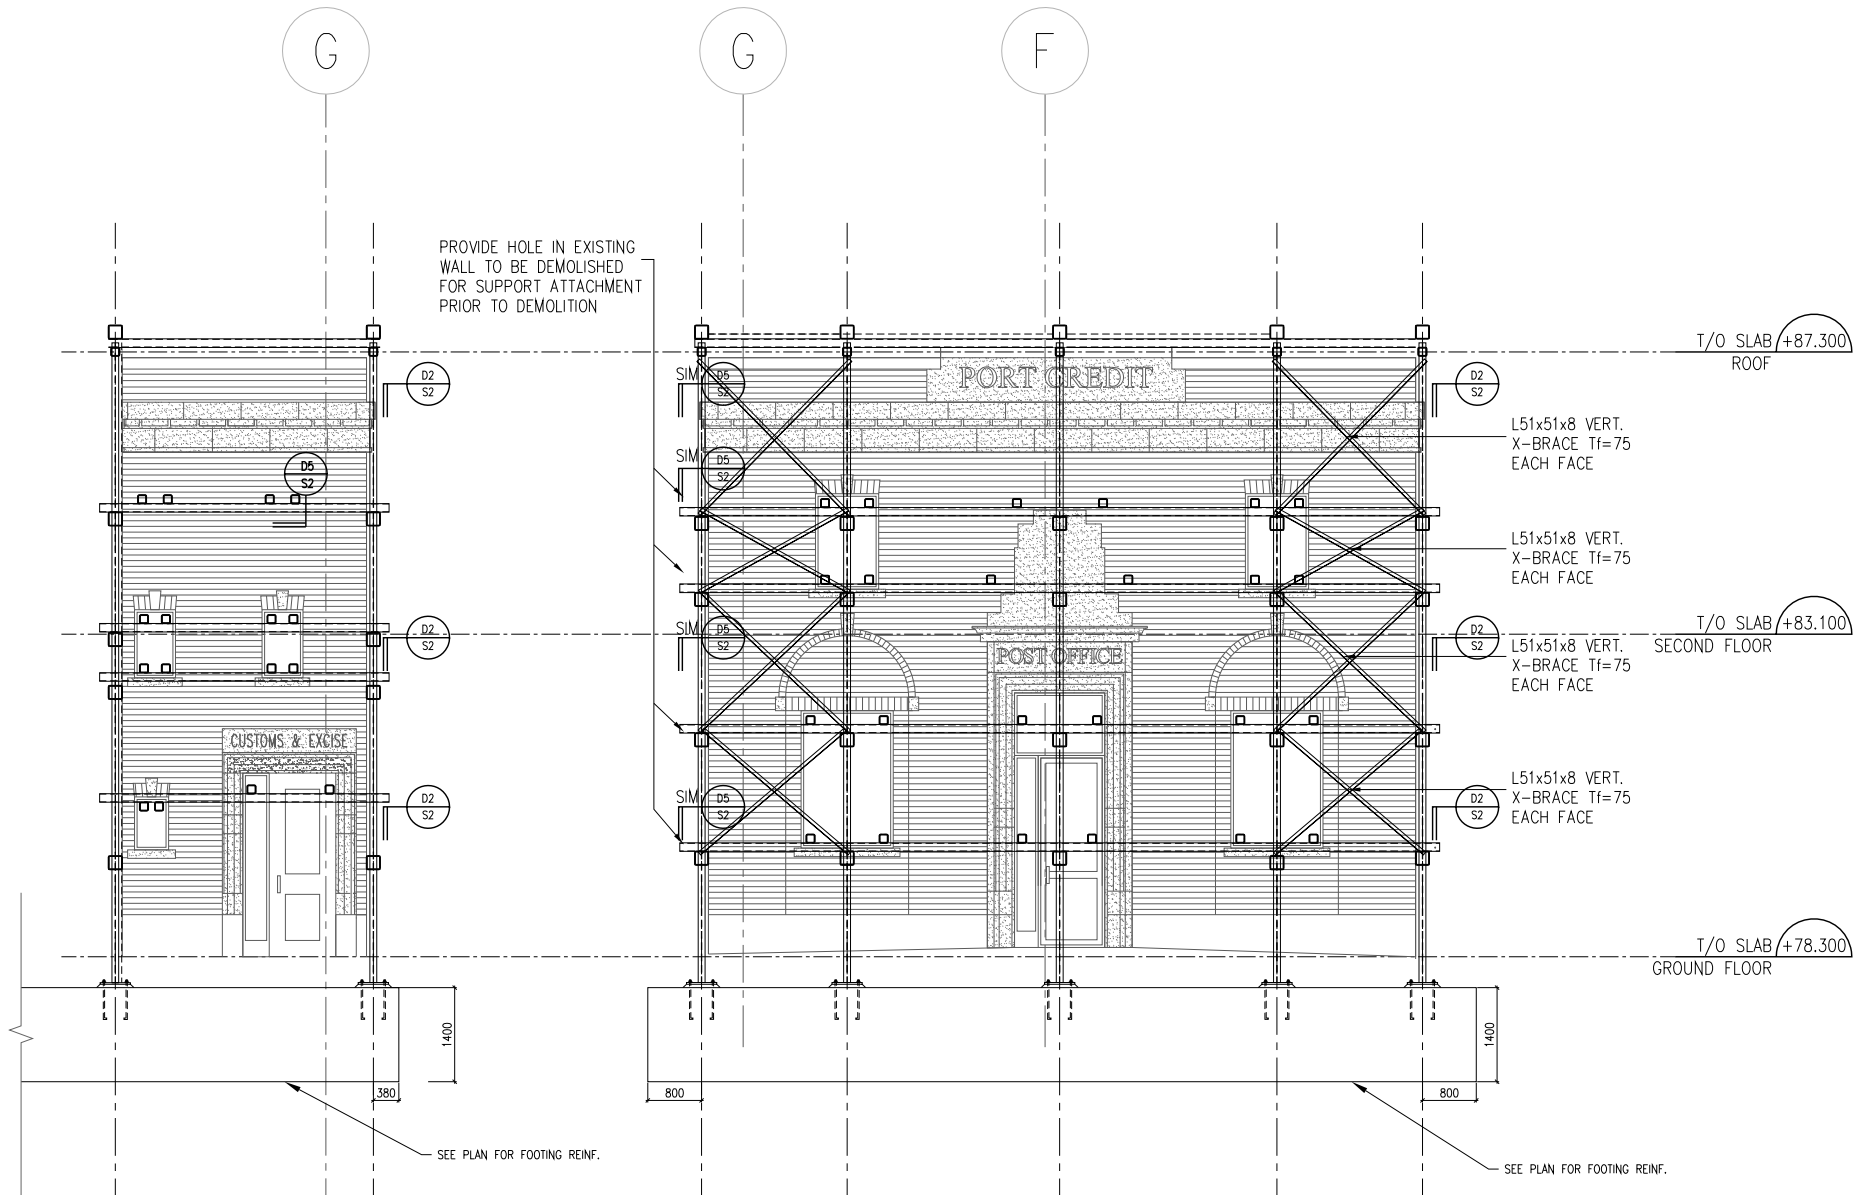 G
G
F
PROVIDE HOLE IN EXISTING
WALL TO BE DEMOLISHED
FOR SUPPORT ATTACHMENT
PRIOR TO DEMOLITION
T/O SLAB +87.300
ROOF
D2
S2
SIM
D5
S2
PORT CREDIT
D2
S2
L51x51x8 VERT.
X-BRACE Tf=75
EACH FACE
D5
S2
SIM
D5
S2
L51x51x8 VERT.
X-BRACE Tf=75
EACH FACE
T/O SLAB +83.100
SECOND FLOOR
D2
S2
SIM
D5
S2
POST OFFICE
D2
S2
L51x51x8 VERT.
X-BRACE Tf=75
EACH FACE
CUSTOMS & EXCISE
L51x51x8 VERT.
X-BRACE Tf=75
EACH FACE
D2
S2
SIM
D5
S2
D2
S2
T/O SLAB +78.300
GROUND FLOOR
1400
1400
380
800
800
SEE PLAN FOR FOOTING REINF.
SEE PLAN FOR FOOTING REINF.